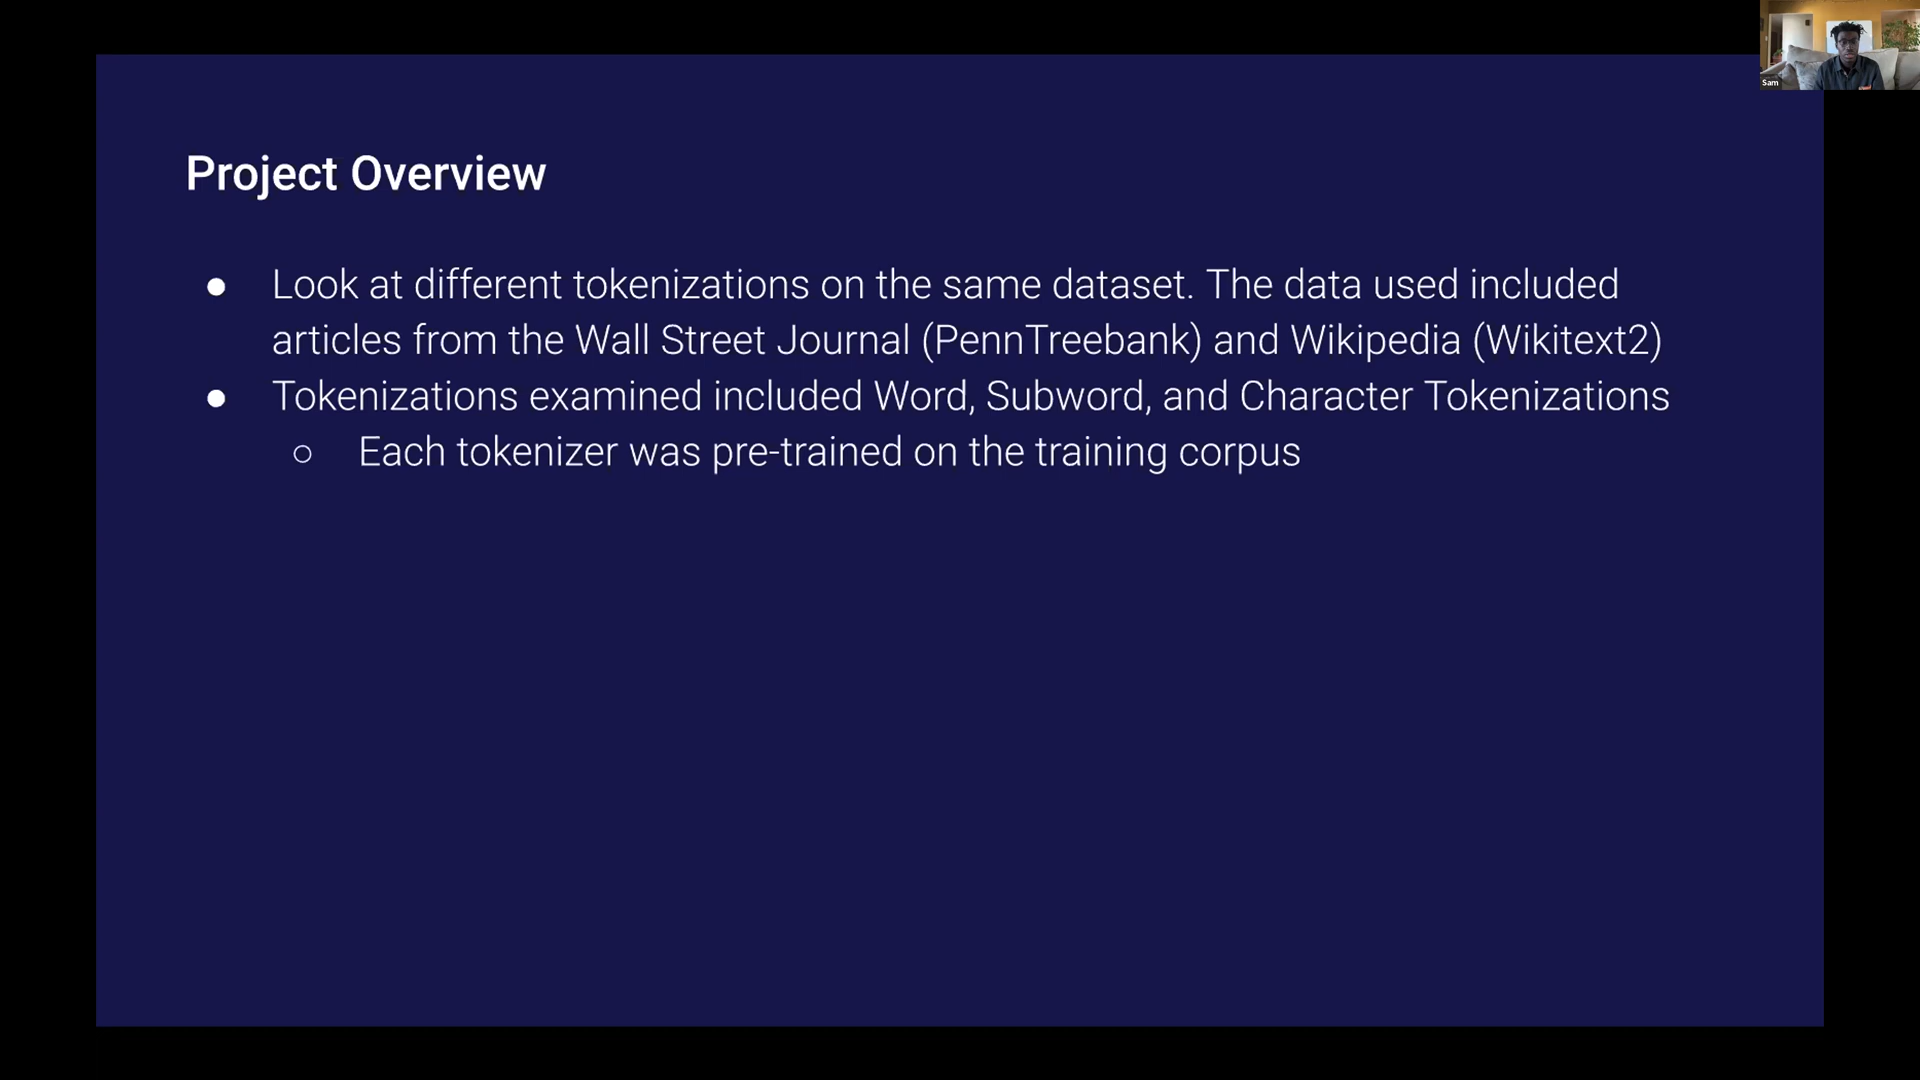 Sam
Project Overview
● Look at different tokenizations on the same dataset. The data used included
articles from the Wall Street Journal (PennTreebank) and Wikipedia (Wikitext2)
● Tokenizations examined included Word, Subword, and Character Tokenizations
○ Each tokenizer was pre-trained on the training corpus